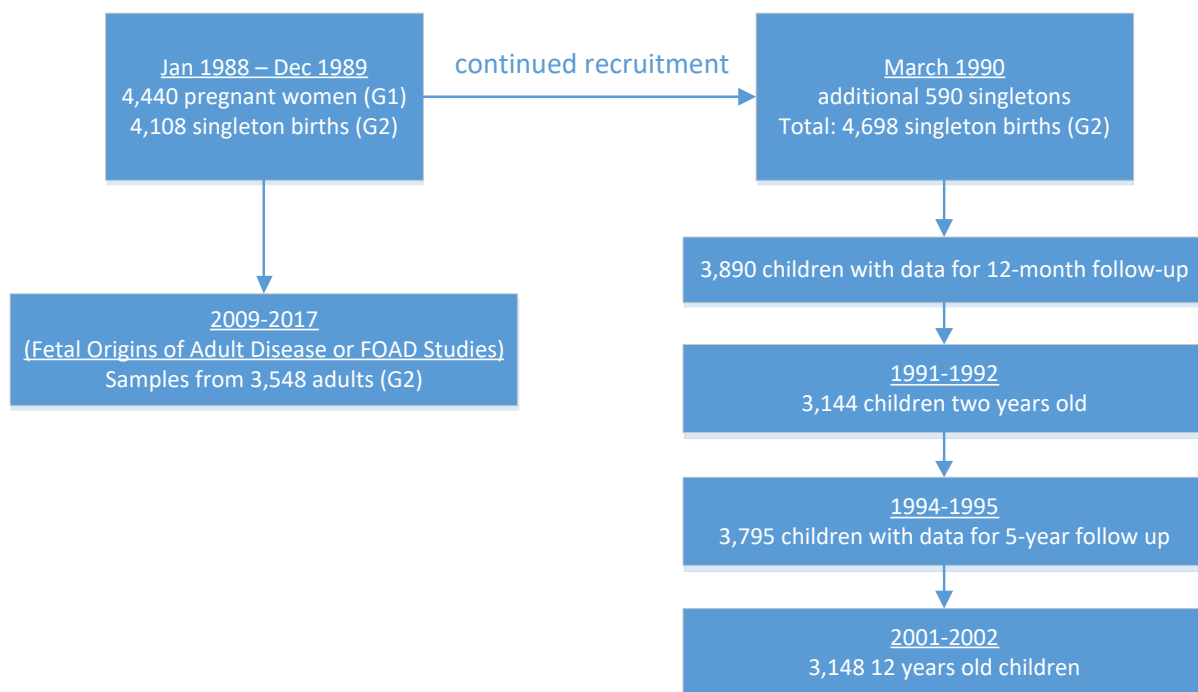 Jan 1988 – Dec 1989
4,440 pregnant women (G1)
4,108 singleton births (G2)
continued recruitment
March 1990
additional 590 singletons
Total: 4,698 singleton births (G2)
3,890 children with data for 12-month follow-up
2009-2017
(Fetal Origins of Adult Disease or FOAD Studies)
Samples from 3,548 adults (G2)
1991-1992
3,144 children two years old
1994-1995
3,795 children with data for 5-year follow up
2001-2002
3,148 12 years old children